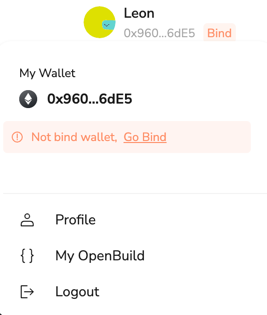 Leon
0x960...6dE5 Bind
My Wallet
0x960...6dE5
Not bind wallet, Go Bind
Profile
My OpenBuild
Logout